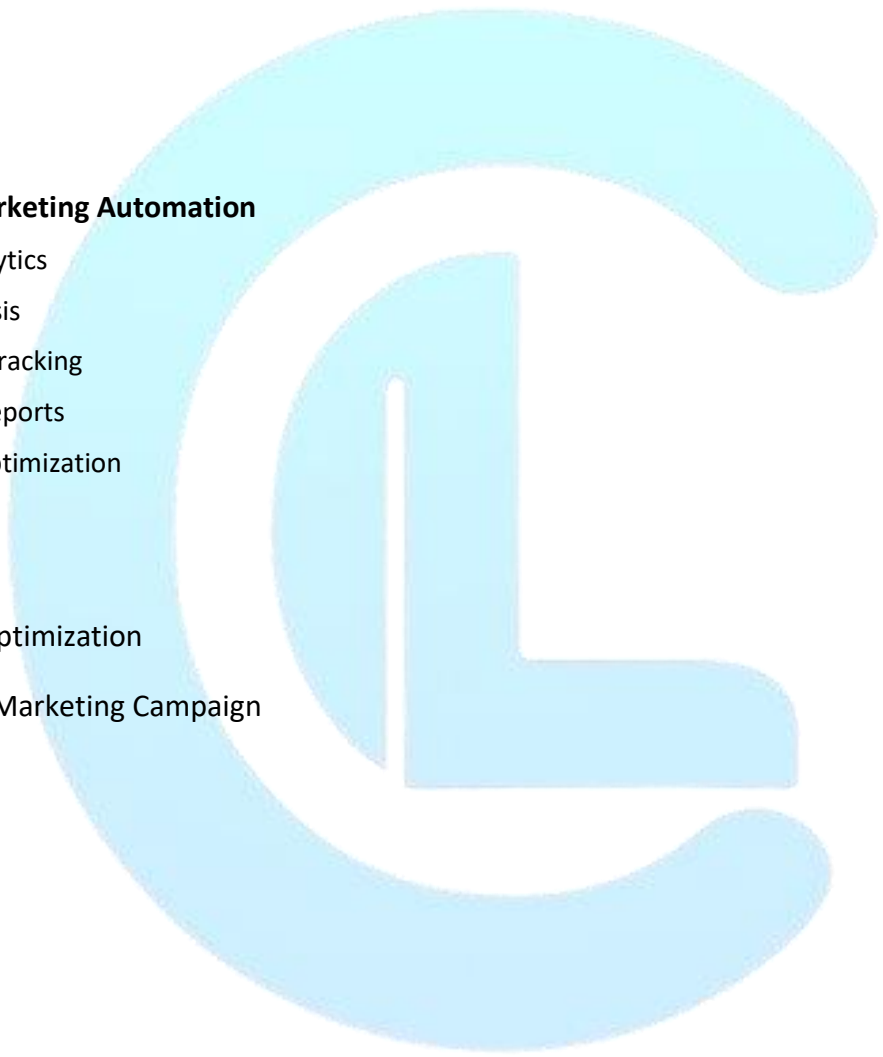 rketing Automation
ytics
sis
racking
eports
otimization
ptimization
Marketing Campaign